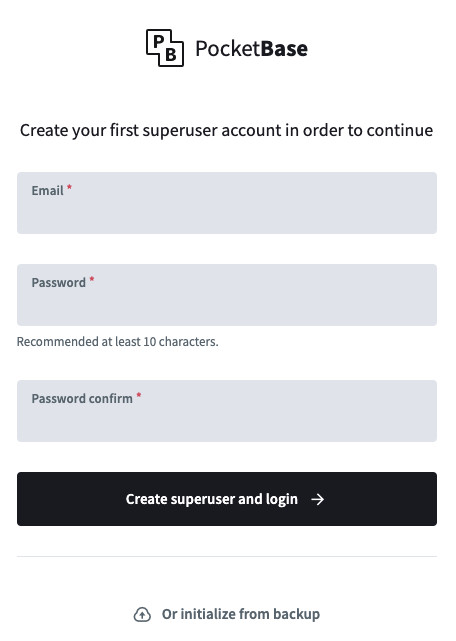 PB PocketBase
Create your first superuser account in order to continue
Email *
Password *
Recommended at least 10 characters.
Password confirm *
Create superuser and login →
Or initialize from backup